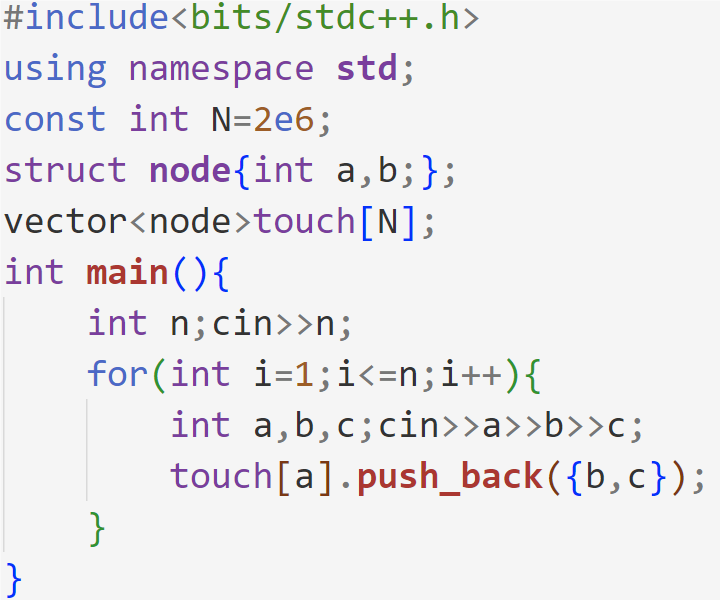 #include<bits/stdc++.h>
using namespace std;
const int N=2e6;
struct node{int a,b;};
vector<node>touch[N];
int main(){
    int n;cin>>n;
    for(int i=1;i<=n;i++){
        int a,b,c;cin>>a>>b>>c;
        touch[a].push_back({b,c});
    }
}